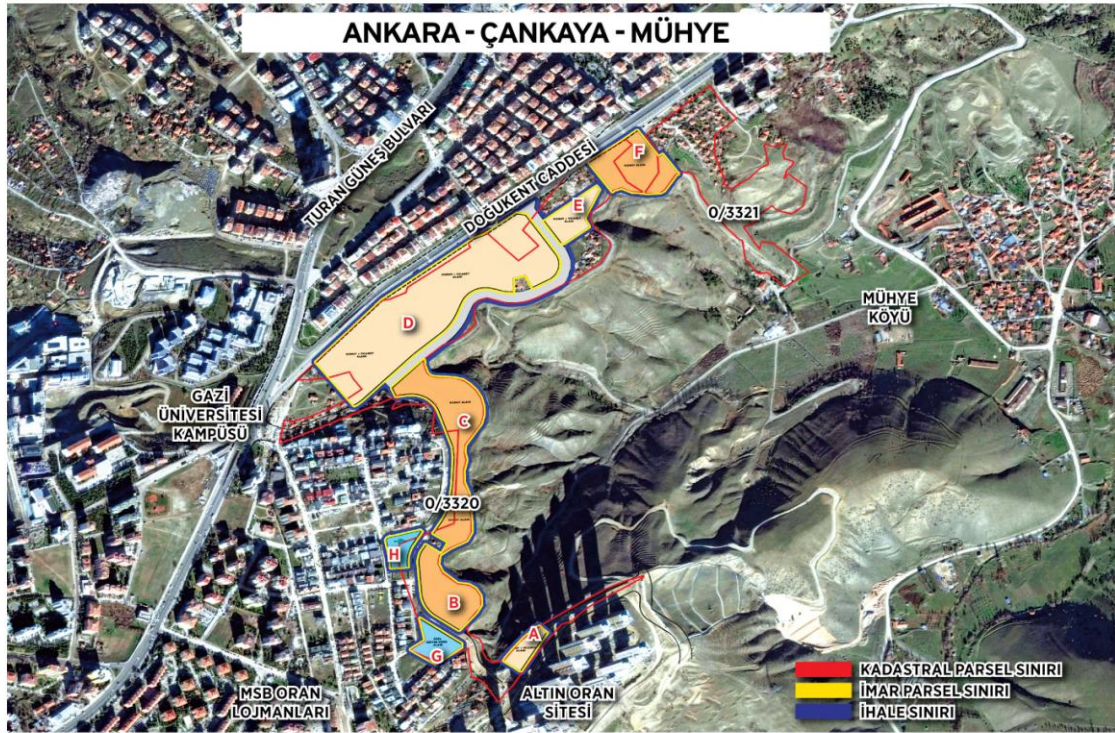 ANKARA - ÇANKAYA - MÜHYE
TURAN GÜNEŞ BULVARI
DOĞUKENT CADDESİ
F
E
0/3321
D
MÜHYE
KÖYÜ
GAZİ
ÜNİVERSİTESİ
KAMPÜSÜ
C
0/3320
H
B
G
A
MSB ORAN
LOJMANLARI
ALTIN ORAN
SİTESİ
KADASTRAL PARSEL SINIRI
İMAR PARSEL SINIRI
İHALE SINIRI